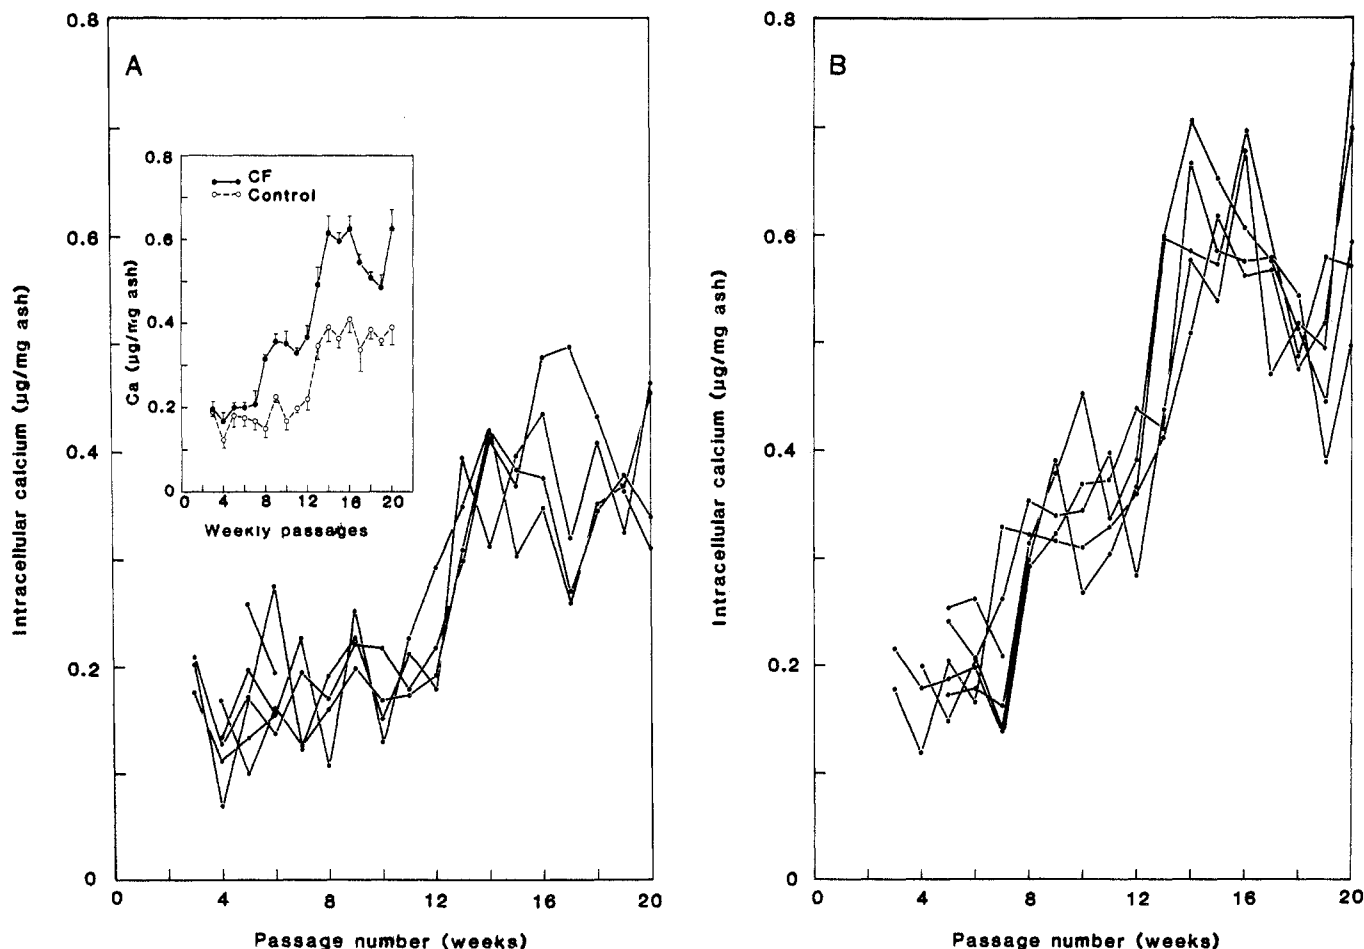 A
Intracellular calcium (µg/mg ash)
0.8
0.6
0.4
0.2
0
0 4 8 12 16 20
Passage number (weeks)
CF
Control
Ca (µg/mg ash)
0.8
0.6
0.4
0.2
0
0 4 8 12 16 20
Weekly passages
B
Intracellular calcium (µg/mg ash)
0.8
0.6
0.4
0.2
0
0 4 8 12 16 20
Passage number (weeks)